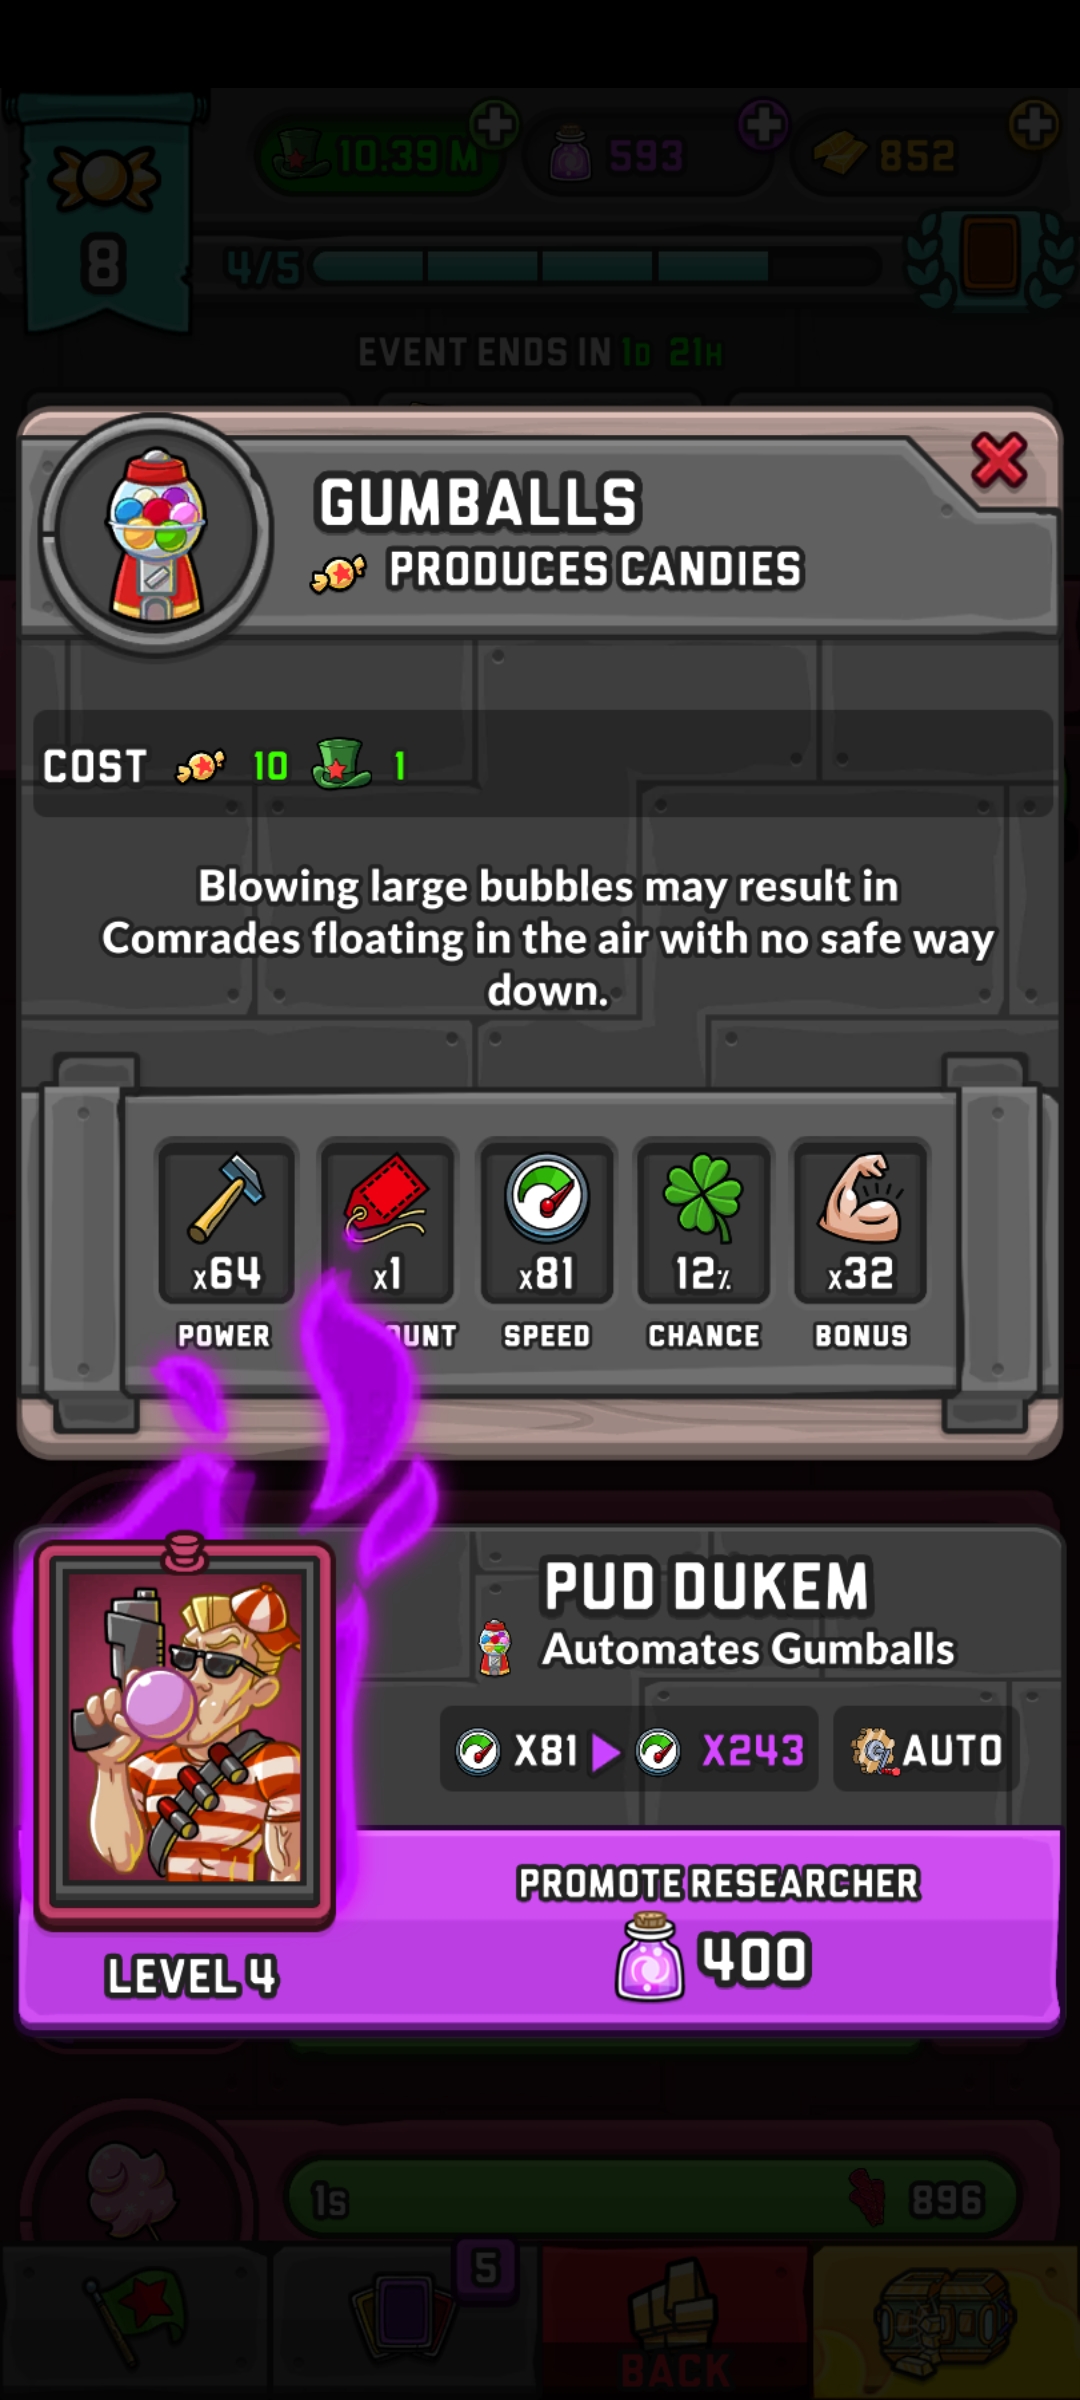 10.39 M
593
852
8
4/5
EVENT ENDS IN 1D 21H
GUMBALLS
PRODUCES CANDIES
COST 10 1
Blowing large bubbles may result in
Comrades floating in the air with no safe way
down.
x64
x1
x81
12%
x32
POWER
OUNT
SPEED
CHANCE
BONUS
PUD DUKEM
Automates Gumballs
X81 X243 AUTO
PROMOTE RESEARCHER
400
LEVEL 4
1s
896
5
BACK